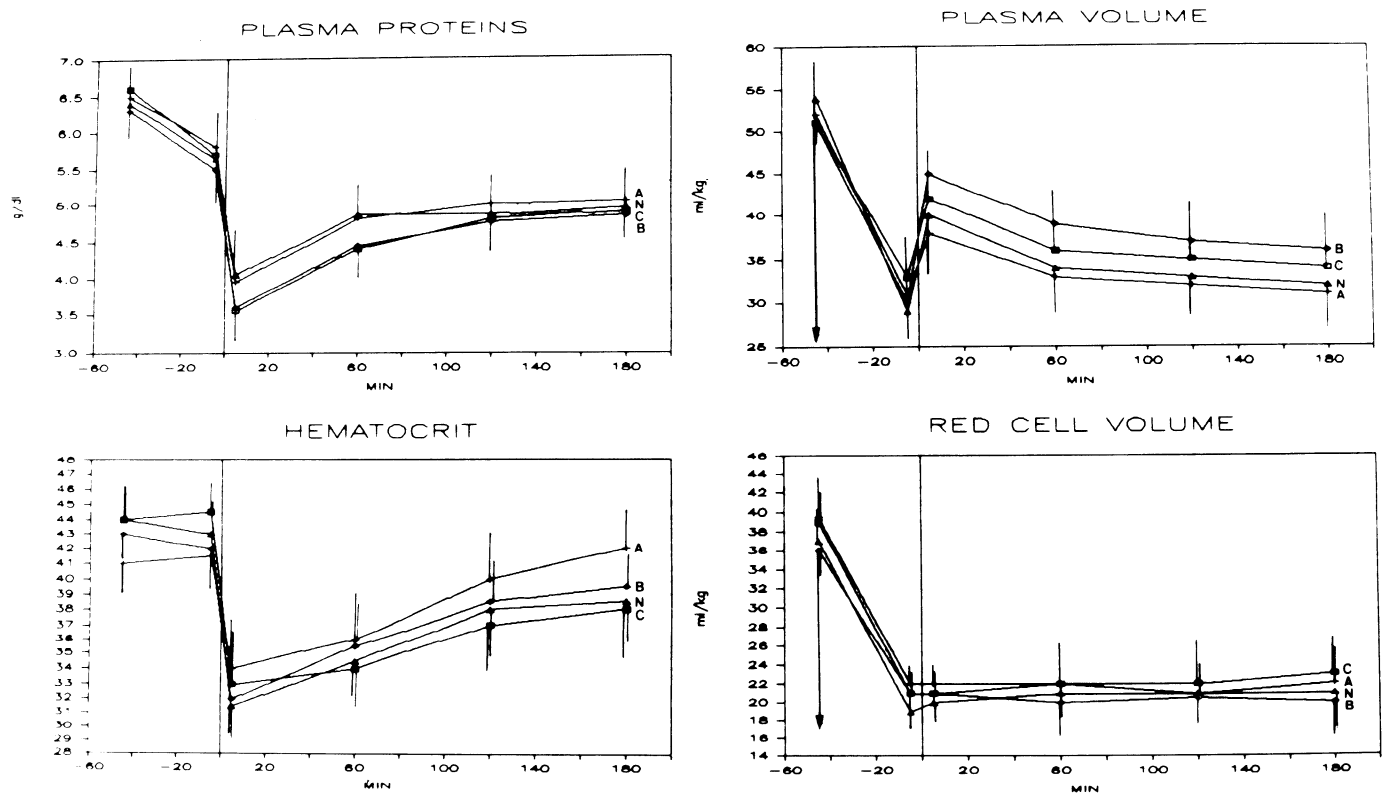 PLASMA PROTEINS
7.0
6.5
6.0
5.5
5.0
4.5
4.0
3.5
3.0
g/dl
A
N
C
B
-60 -20 20 60 100 140 180
MIN
PLASMA VOLUME
60
55
50
45
40
35
30
25
ml/kg.
B
C
N
A
-60 -20 20 60 100 140 180
MIN
HEMATOCRIT
48
47
46
45
44
43
42
41
40
39
38
37
36
35
34
33
32
31
30
29
28
A
B
N
C
-60 -20 20 60 100 140 180
MIN
RED CELL VOLUME
46
44
42
40
38
36
34
32
30
28
26
24
22
20
18
16
14
ml/kg
C
A
N
B
-60 -20 20 60 100 140 180
MIN